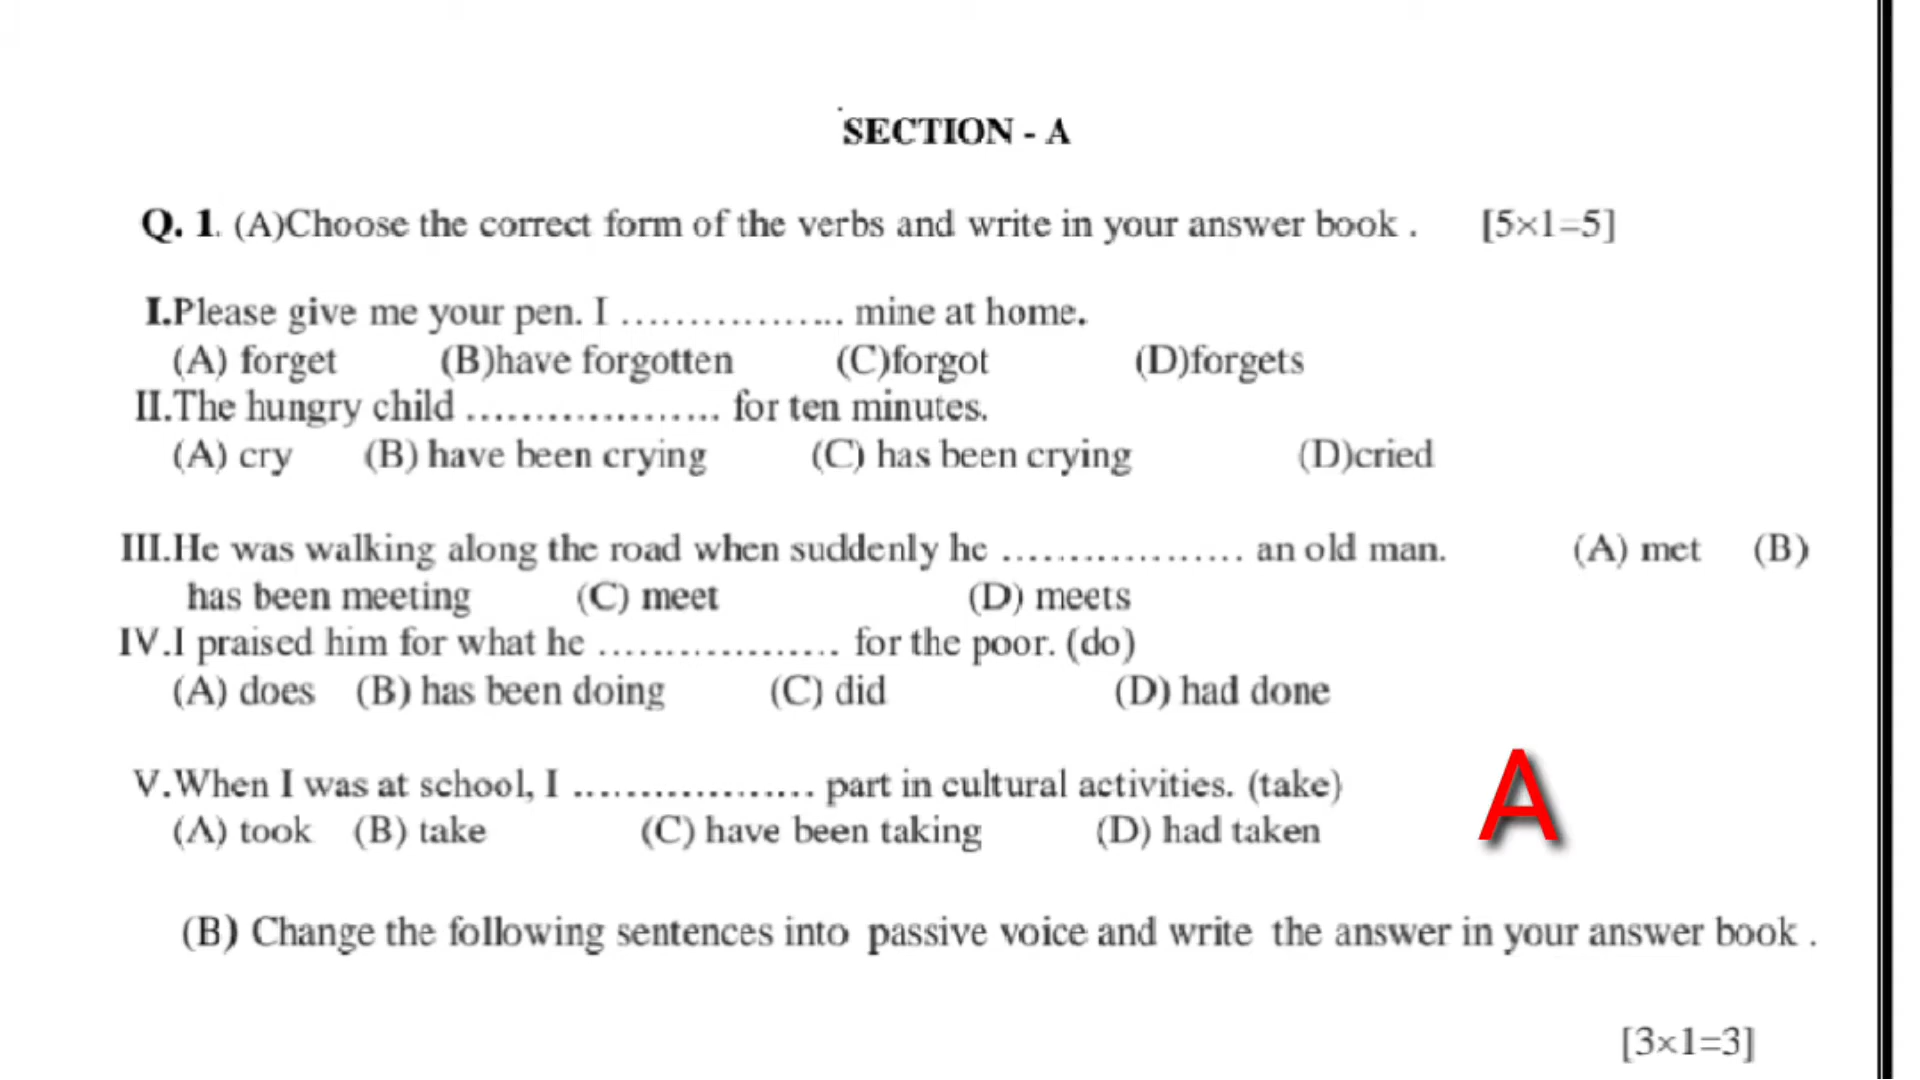 SECTION - A
Q. 1. (A)Choose the correct form of the verbs and write in your answer book . [5×1=5]
I.Please give me your pen. I ................. mine at home.
(A) forget (B)have forgotten (C)forgot (D)forgets
II.The hungry child ................... for ten minutes.
(A) cry (B) have been crying (C) has been crying (D)cried
III.He was walking along the road when suddenly he .................. an old man. (A) met (B)
has been meeting (C) meet (D) meets
IV.I praised him for what he .................. for the poor. (do)
(A) does (B) has been doing (C) did (D) had done
V.When I was at school, I .................. part in cultural activities. (take)
A
(A) took (B) take (C) have been taking (D) had taken
(B) Change the following sentences into passive voice and write the answer in your answer book .
[3×1=3]